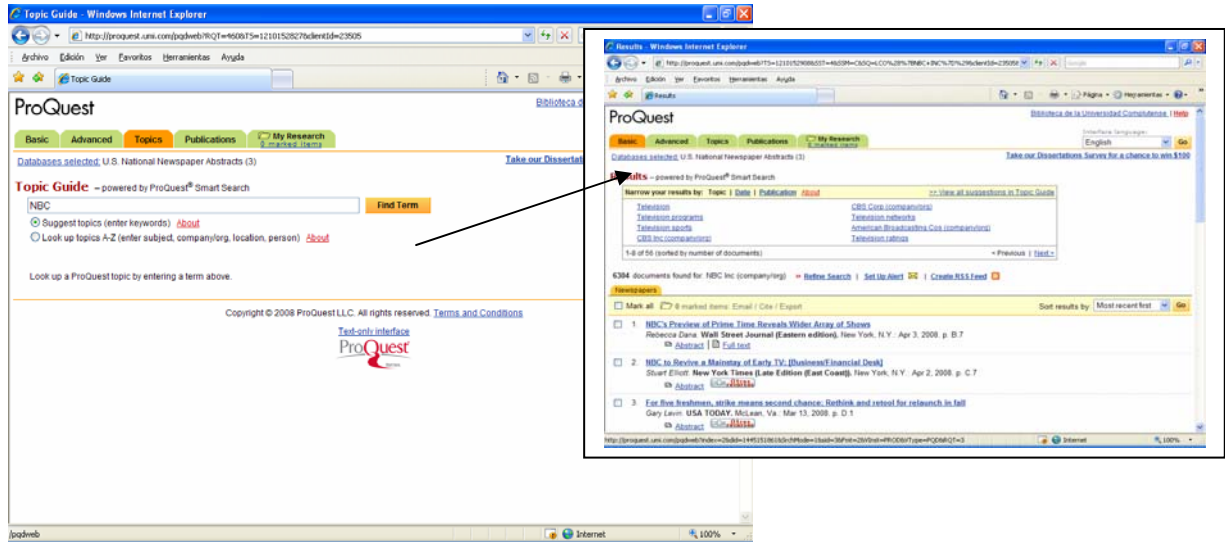 Topic Guide - Windows Internet Explorer
http://proquest.umi.com/pqdweb?RQT=460&TS=1210152827&clientId=23505
Archivo Edición Ver Favoritos Herramientas Ayuda
Topic Guide
ProQuest
Biblioteca d
Basic Advanced Topics Publications My Research
0 marked items
Databases selected: U.S. National Newspaper Abstracts (3)
Take our Dissertat
Topic Guide – powered by ProQuest® Smart Search
NBC
Find Term
Suggest topics (enter keywords) About
Look up topics A-Z (enter subject, company/org, location, person) About
Look up a ProQuest topic by entering a term above.
Copyright © 2008 ProQuest LLC. All rights reserved. Terms and Conditions
Text-only interface
ProQuest
/pqdweb
Internet
100%
Results - Windows Internet Explorer
Archivo Edición Ver Favoritos Herramientas Ayuda
Google
Results
Página Herramientas
ProQuest
Biblioteca de la Universidad Complutense | Help
Interface language:
English Go
Basic Advanced Topics Publications My Research
0 marked items
Databases selected: U.S. National Newspaper Abstracts (3)
Take our Dissertations Survey for a chance to win $100
Results – powered by ProQuest® Smart Search
Narrow your results by: Topic | Date | Publication About
>> View all suggestions in Topic Guide
Television CBS Corp (company/org)
Television programs Television networks
Television sports American Broadcasting Cos (company/org)
CBS Inc (company/org) Television ratings
1-8 of 56 (sorted by number of documents)
< Previous | Next >
6304 documents found for: NBC Inc (company/org) » Refine Search | Set Up Alert | Create RSS Feed
Newspapers
Mark all 0 marked items: Email / Cite / Export
Sort results by: Most recent first Go
1. NBC's Preview of Prime Time Reveals Wider Array of Shows
Rebecca Dana. Wall Street Journal (Eastern edition). New York, N.Y.: Apr 3, 2008. p. B.7
Abstract | Full text
2. NBC to Revive a Mainstay of Early TV; [Business/Financial Desk]
Stuart Elliott. New York Times (Late Edition (East Coast)). New York, N.Y.: Apr 2, 2008. p. C.7
Abstract
3. For five freshmen, strike means second chance; Rethink and retool for relaunch in fall
Gary Levin. USA TODAY. McLean, Va.: Mar 13, 2008. p. D.1
Abstract
Internet
100%